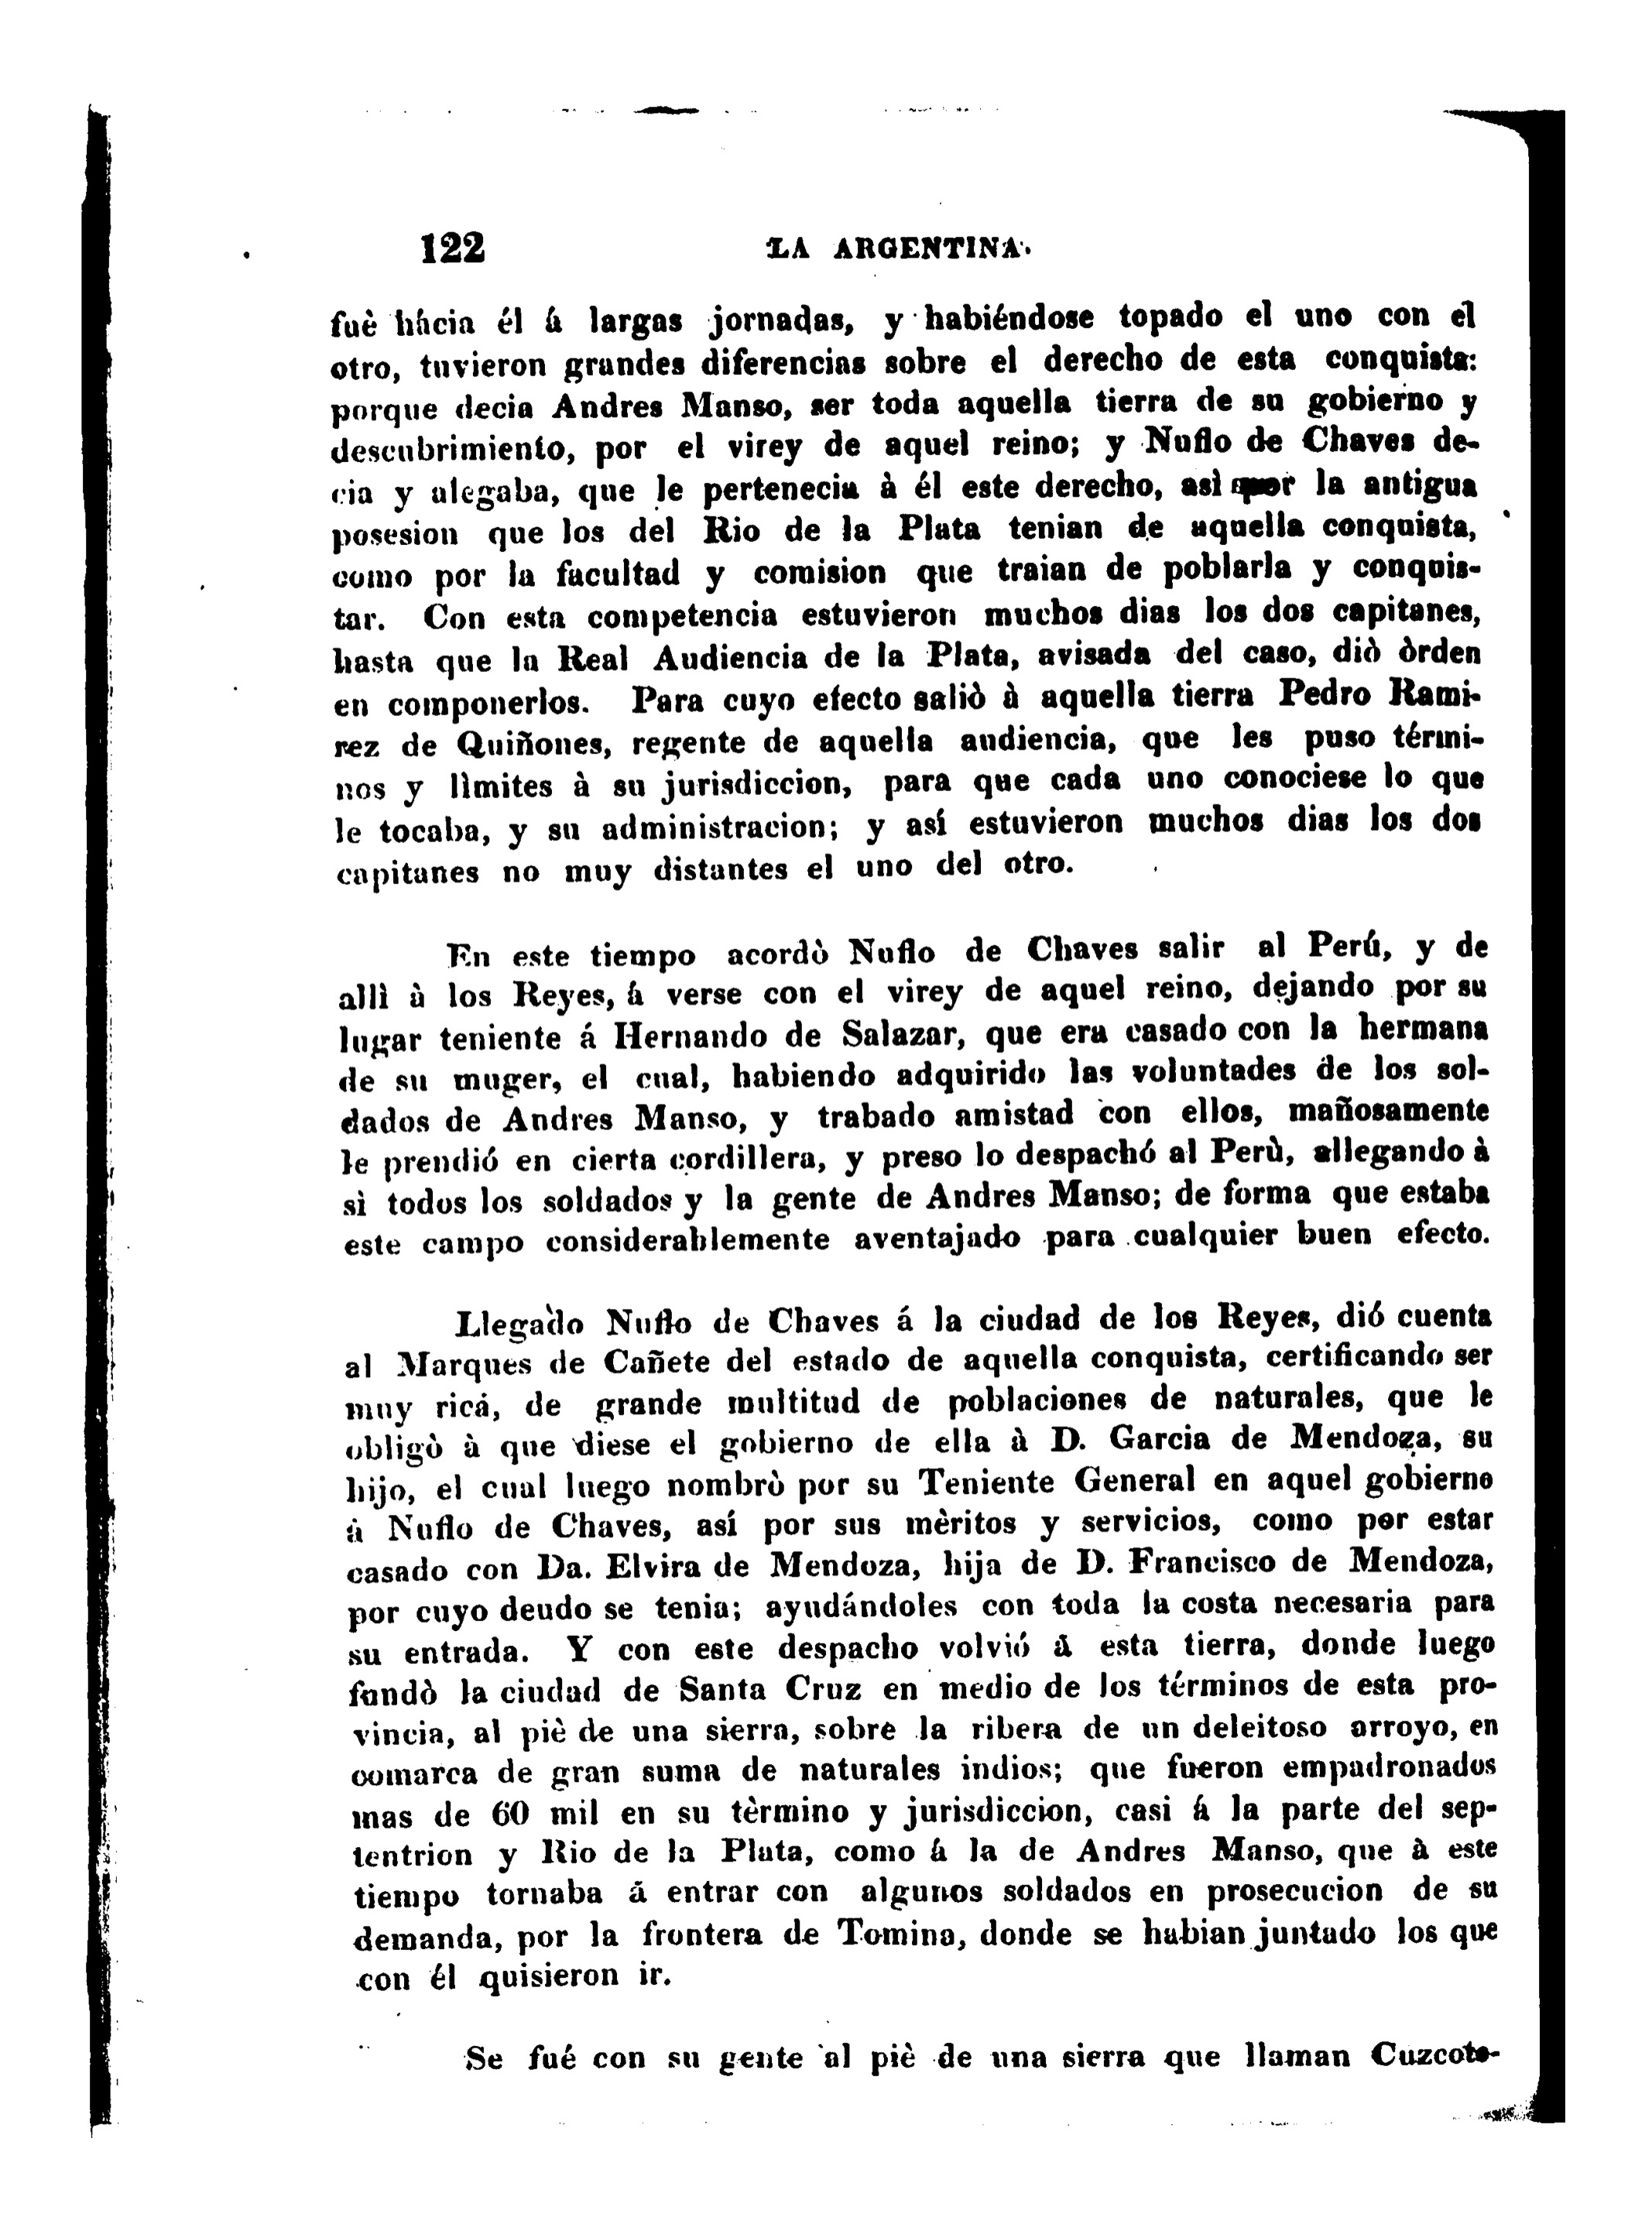 122 LA ARGENTINA.
fuè hácia él á largas jornadas, y habiéndose topado el uno con el
otro, tuvieron grandes diferencias sobre el derecho de esta conquista:
porque decia Andres Manso, ser toda aquella tierra de su gobierno y
descubrimiento, por el virey de aquel reino; y Nuflo de Chaves de-
cia y alegaba, que le pertenecia à él este derecho, asì por la antigua
posesion que los del Rio de la Plata tenian de aquella conquista,
como por la facultad y comision que traian de poblarla y conquis-
tar. Con esta competencia estuvieron muchos dias los dos capitanes,
hasta que la Real Audiencia de la Plata, avisada del caso, diò òrden
en componerlos. Para cuyo efecto saliò à aquella tierra Pedro Rami-
rez de Quiñones, regente de aquella audiencia, que les puso térmi-
nos y lìmites à su jurisdiccion, para que cada uno conociese lo que
le tocaba, y su administracion; y así estuvieron muchos dias los dos
capitanes no muy distantes el uno del otro.
En este tiempo acordò Nuflo de Chaves salir al Perú, y de
allì à los Reyes, á verse con el virey de aquel reino, dejando por su
lugar teniente á Hernando de Salazar, que era casado con la hermana
de su muger, el cual, habiendo adquirido las voluntades de los sol-
dados de Andres Manso, y trabado amistad con ellos, mañosamente
le prendió en cierta cordillera, y preso lo despachó al Perù, allegando à
sì todos los soldados y la gente de Andres Manso; de forma que estaba
este campo considerablemente aventajado para cualquier buen efecto.
Llegado Nuflo de Chaves á la ciudad de los Reyes, dió cuenta
al Marques de Cañete del estado de aquella conquista, certificando ser
muy rica, de grande multitud de poblaciones de naturales, que le
obligò à que diese el gobierno de ella à D. Garcia de Mendoza, su
hijo, el cual luego nombrò por su Teniente General en aquel gobierno
à Nuflo de Chaves, así por sus mèritos y servicios, como por estar
casado con Da. Elvira de Mendoza, hija de D. Francisco de Mendoza,
por cuyo deudo se tenia; ayudándoles con toda la costa necesaria para
su entrada. Y con este despacho volvió á esta tierra, donde luego
fundò la ciudad de Santa Cruz en medio de los términos de esta pro-
vincia, al piè de una sierra, sobre la ribera de un deleitoso arroyo, en
comarca de gran suma de naturales indios; que fueron empadronados
mas de 60 mil en su tèrmino y jurisdiccion, casi á la parte del sep-
tentrion y Rio de la Plata, como á la de Andres Manso, que à este
tiempo tornaba á entrar con algunos soldados en prosecucion de su
demanda, por la frontera de Tomina, donde se habian juntado los que
con él quisieron ir.
Se fué con su gente al piè de una sierra que llaman Cuzcoto-